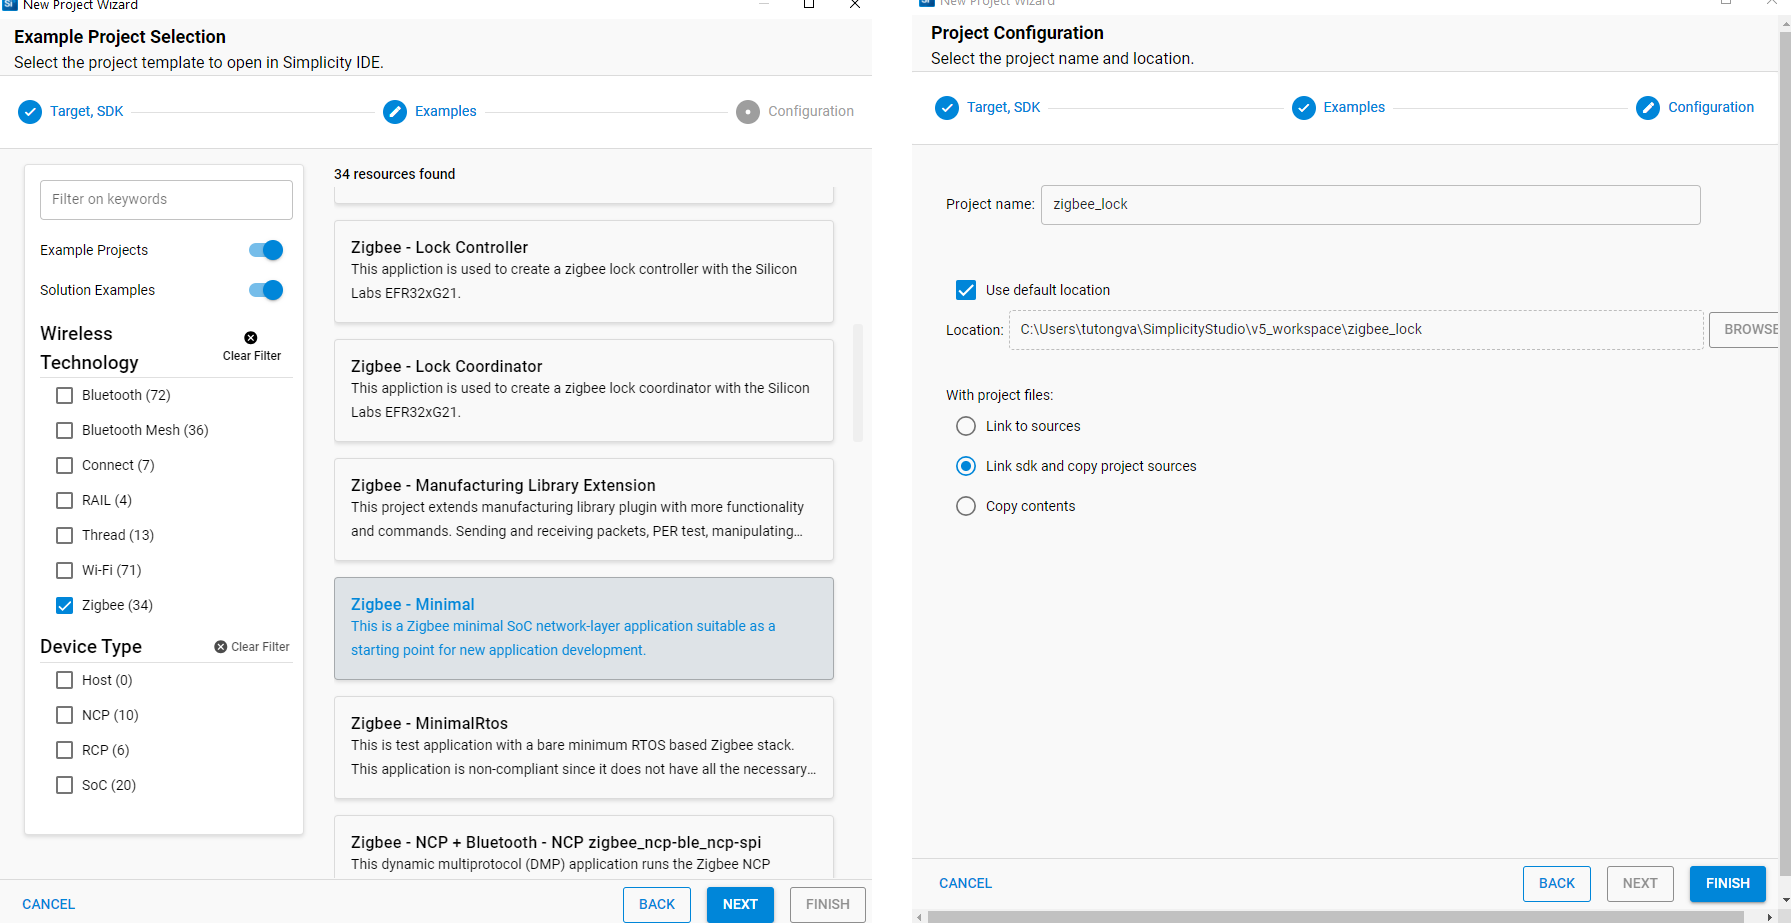 New Project Wizard
Example Project Selection
Select the project template to open in Simplicity IDE.
Target, SDK
Examples
Configuration
Filter on keywords
Example Projects
Solution Examples
Wireless
Technology
Clear Filter
Bluetooth (72)
Bluetooth Mesh (36)
Connect (7)
RAIL (4)
Thread (13)
Wi-Fi (71)
Zigbee (34)
Device Type
Clear Filter
Host (0)
NCP (10)
RCP (6)
SoC (20)
34 resources found
Zigbee - Lock Controller
This appliction is used to create a zigbee lock controller with the Silicon
Labs EFR32xG21.
Zigbee - Lock Coordinator
This appliction is used to create a zigbee lock coordinator with the Silicon
Labs EFR32xG21.
Zigbee - Manufacturing Library Extension
This project extends manufacturing library plugin with more functionality
and commands. Sending and receiving packets, PER test, manipulating...
Zigbee - Minimal
This is a Zigbee minimal SoC network-layer application suitable as a
starting point for new application development.
Zigbee - MinimalRtos
This is test application with a bare minimum RTOS based Zigbee stack.
This application is non-compliant since it does not have all the necessary...
Zigbee - NCP + Bluetooth - NCP zigbee_ncp-ble_ncp-spi
This dynamic multiprotocol (DMP) application runs the Zigbee NCP
CANCEL
BACK
NEXT
FINISH
New Project Wizard
Project Configuration
Select the project name and location.
Target, SDK
Examples
Configuration
Project name:
zigbee_lock
Use default location
Location:
C:\Users\tutongva\SimplicityStudio\v5_workspace\zigbee_lock
BROWSE
With project files:
Link to sources
Link sdk and copy project sources
Copy contents
CANCEL
BACK
NEXT
FINISH